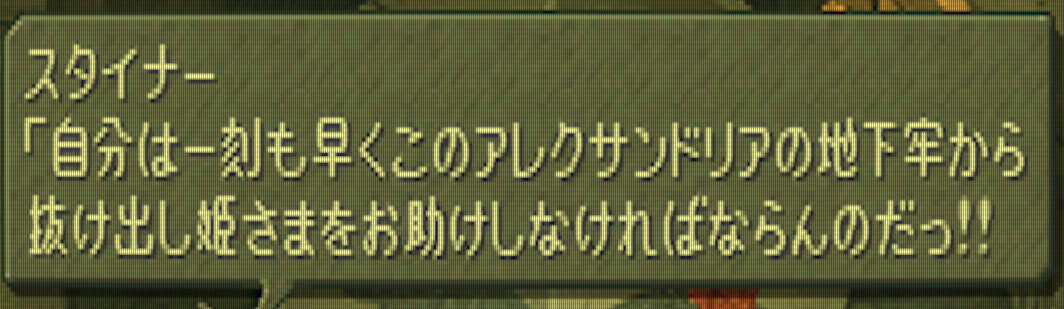 スタイナー
「自分は一刻も早くこのアレクサンドリアの地下牢から
抜け出し姫さまをお助けしなければならんのだっ!!